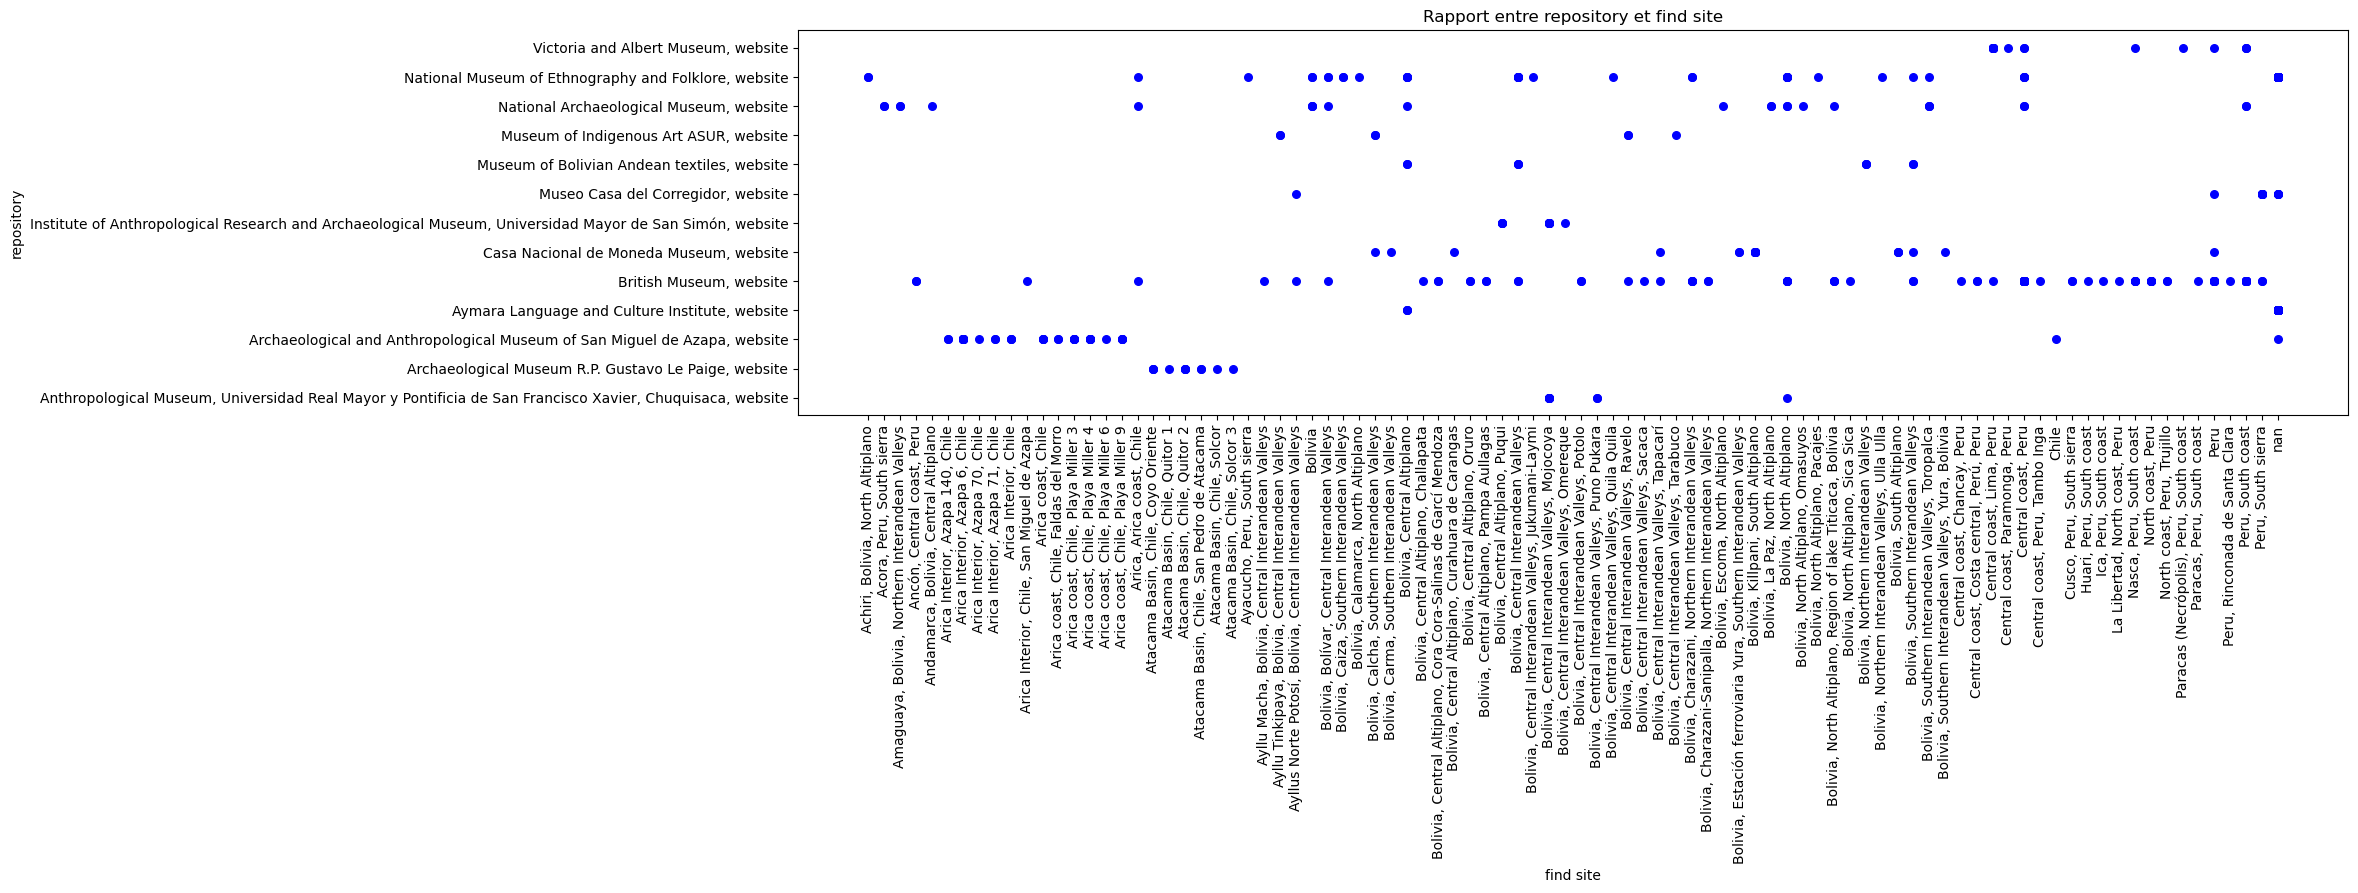 Rapport entre repository et find site
repository
Victoria and Albert Museum, website
National Museum of Ethnography and Folklore, website
National Archaeological Museum, website
Museum of Indigenous Art ASUR, website
Museum of Bolivian Andean textiles, website
Museo Casa del Corregidor, website
Institute of Anthropological Research and Archaeological Museum, Universidad Mayor de San Simón, website
Casa Nacional de Moneda Museum, website
British Museum, website
Aymara Language and Culture Institute, website
Archaeological and Anthropological Museum of San Miguel de Azapa, website
Archaeological Museum R.P. Gustavo Le Paige, website
Anthropological Museum, Universidad Real Mayor y Pontificia de San Francisco Xavier, Chuquisaca, website
Achiri, Bolivia, North Altiplano
Acora, Peru, South sierra
Amaguaya, Bolivia, Northern Interandean Valleys
Ancón, Central coast, Peru
Andamarca, Bolivia, Central Altiplano
Arica Interior, Azapa 140, Chile
Arica Interior, Azapa 6, Chile
Arica Interior, Azapa 70, Chile
Arica Interior, Azapa 71, Chile
Arica Interior, Chile
Arica Interior, Chile, San Miguel de Azapa
Arica coast, Chile
Arica coast, Chile, Faldas del Morro
Arica coast, Chile, Playa Miller 3
Arica coast, Chile, Playa Miller 4
Arica coast, Chile, Playa Miller 6
Arica coast, Chile, Playa Miller 9
Arica, Arica coast, Chile
Atacama Basin, Chile, Coyo Oriente
Atacama Basin, Chile, Quitor 1
Atacama Basin, Chile, Quitor 2
Atacama Basin, Chile, San Pedro de Atacama
Atacama Basin, Chile, Solcor
Atacama Basin, Chile, Solcor 3
Ayacucho, Peru, South sierra
Ayllu Macha, Bolivia, Central Interandean Valleys
Ayllu Tinkipaya, Bolivia, Central Interandean Valleys
Ayllus Norte Potosí, Bolivia, Central Interandean Valleys
Bolivia
Bolivia, Bolívar, Central Interandean Valleys
Bolivia, Caiza, Southern Interandean Valleys
Bolivia, Calamarca, North Altiplano
Bolivia, Calcha, Southern Interandean Valleys
Bolivia, Carma, Southern Interandean Valleys
Bolivia, Central Altiplano
Bolivia, Central Altiplano, Challapata
Bolivia, Central Altiplano, Cora Cora-Salinas de Garcí Mendoza
Bolivia, Central Altiplano, Curahuara de Carangas
Bolivia, Central Altiplano, Oruro
Bolivia, Central Altiplano, Pampa Aullagas
Bolivia, Central Altiplano, Puqui
Bolivia, Central Interandean Valleys
Bolivia, Central Interandean Valleys, Jukumani-Laymi
Bolivia, Central Interandean Valleys, Mojocoya
Bolivia, Central Interandean Valleys, Omereque
Bolivia, Central Interandean Valleys, Potolo
Bolivia, Central Interandean Valleys, Puno Pukara
Bolivia, Central Interandean Valleys, Quila Quila
Bolivia, Central Interandean Valleys, Ravelo
Bolivia, Central Interandean Valleys, Sacaca
Bolivia, Central Interandean Valleys, Tapacarí
Bolivia, Central Interandean Valleys, Tarabuco
Bolivia, Charazani, Northern Interandean Valleys
Bolivia, Charazani-Sanipalla, Northern Interandean Valleys
Bolivia, Escoma, North Altiplano
Bolivia, Estación ferroviaria Yura, Southern Interandean Valleys
Bolivia, Killpani, South Altiplano
Bolivia, La Paz, North Altiplano
Bolivia, North Altiplano
Bolivia, North Altiplano, Omasuyos
Bolivia, North Altiplano, Pacajes
Bolivia, North Altiplano, Region of lake Titicaca, Bolivia
Bolivia, North Altiplano, Sica Sica
Bolivia, Northern Interandean Valleys
Bolivia, Northern Interandean Valleys, Ulla Ulla
Bolivia, South Altiplano
Bolivia, Southern Interandean Valleys
Bolivia, Southern Interandean Valleys, Toropalca
Bolivia, Southern Interandean Valleys, Yura, Bolivia
Central coast, Chancay, Peru
Central coast, Costa central, Perú, Peru
Central coast, Lima, Peru
Central coast, Paramonga, Peru
Central coast, Peru
Central coast, Peru, Tambo Inga
Chile
Cusco, Peru, South sierra
Huari, Peru, South coast
Ica, Peru, South coast
La Libertad, North coast, Peru
Nasca, Peru, South coast
North coast, Peru
North coast, Peru, Trujillo
Paracas (Necrópolis), Peru, South coast
Paracas, Peru, South coast
Peru
Peru, Rinconada de Santa Clara
Peru, South coast
Peru, South sierra
nan
find site